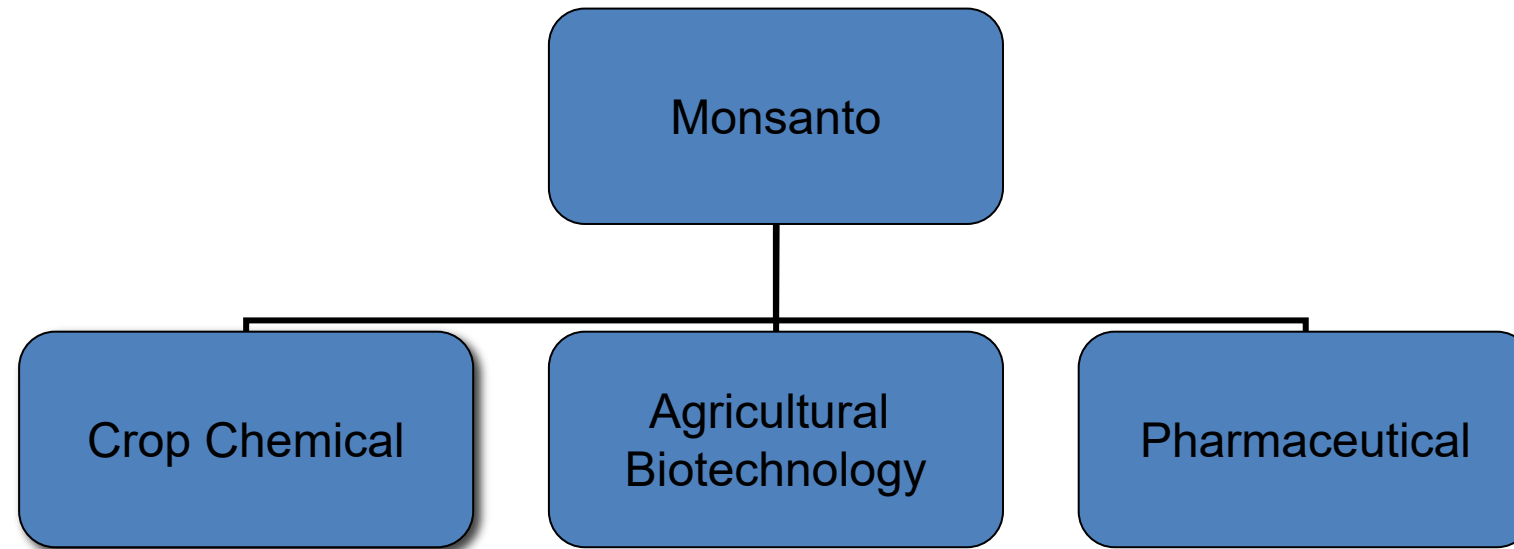 Monsanto
Crop Chemical
Agricultural
Biotechnology
Pharmaceutical